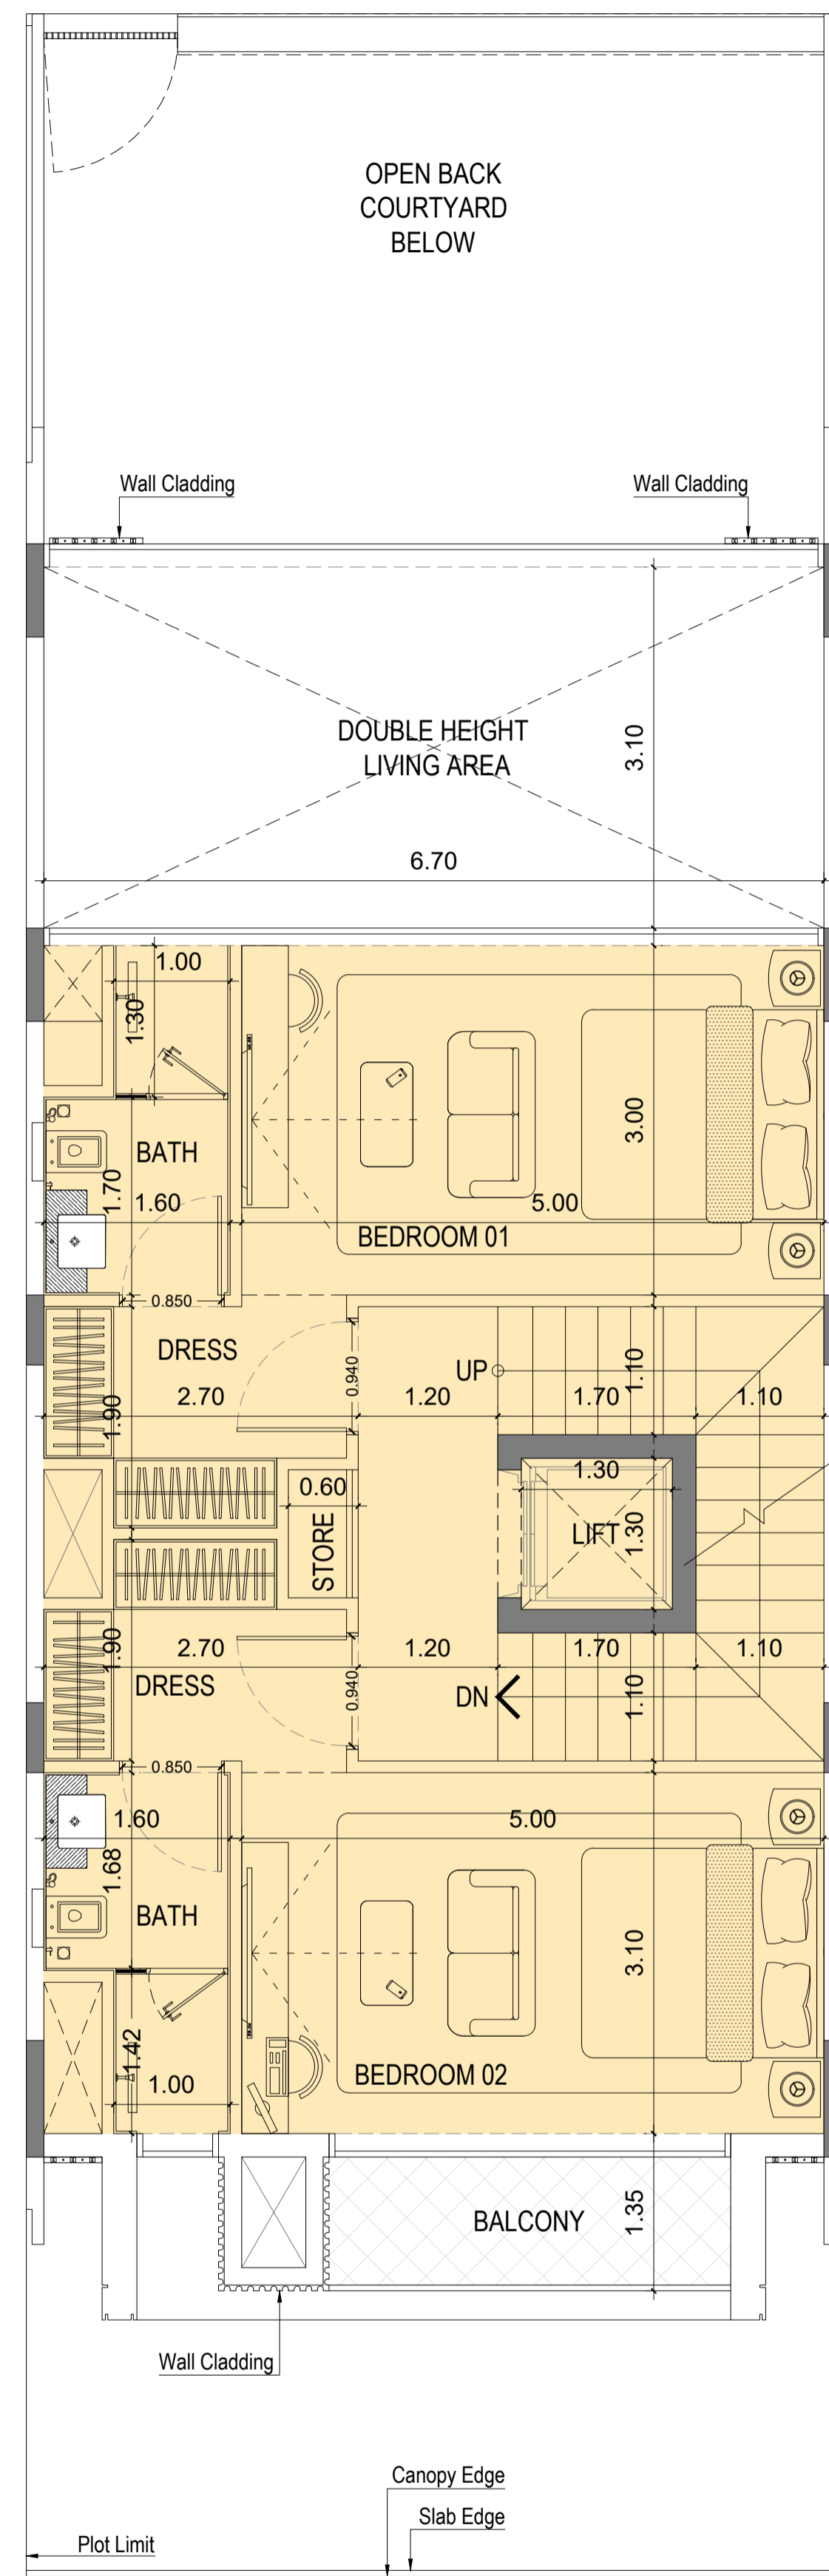 OPEN BACK
COURTYARD
BELOW
Wall Cladding
Wall Cladding
DOUBLE HEIGHT
LIVING AREA
3.10
6.70
1.00
1.30
3.00
BATH
1.70
1.60
5.00
BEDROOM 01
0.850
DRESS
0.940
UP
1.10
2.70
1.20
1.70
1.10
1.90
1.30
0.60
STORE
LIFT
1.30
1.90
2.70
1.20
1.70
1.10
DRESS
0.940
DN
1.10
0.850
1.60
5.00
1.68
BATH
3.10
1.42
1.00
BEDROOM 02
BALCONY
1.35
Wall Cladding
Canopy Edge
Slab Edge
Plot Limit